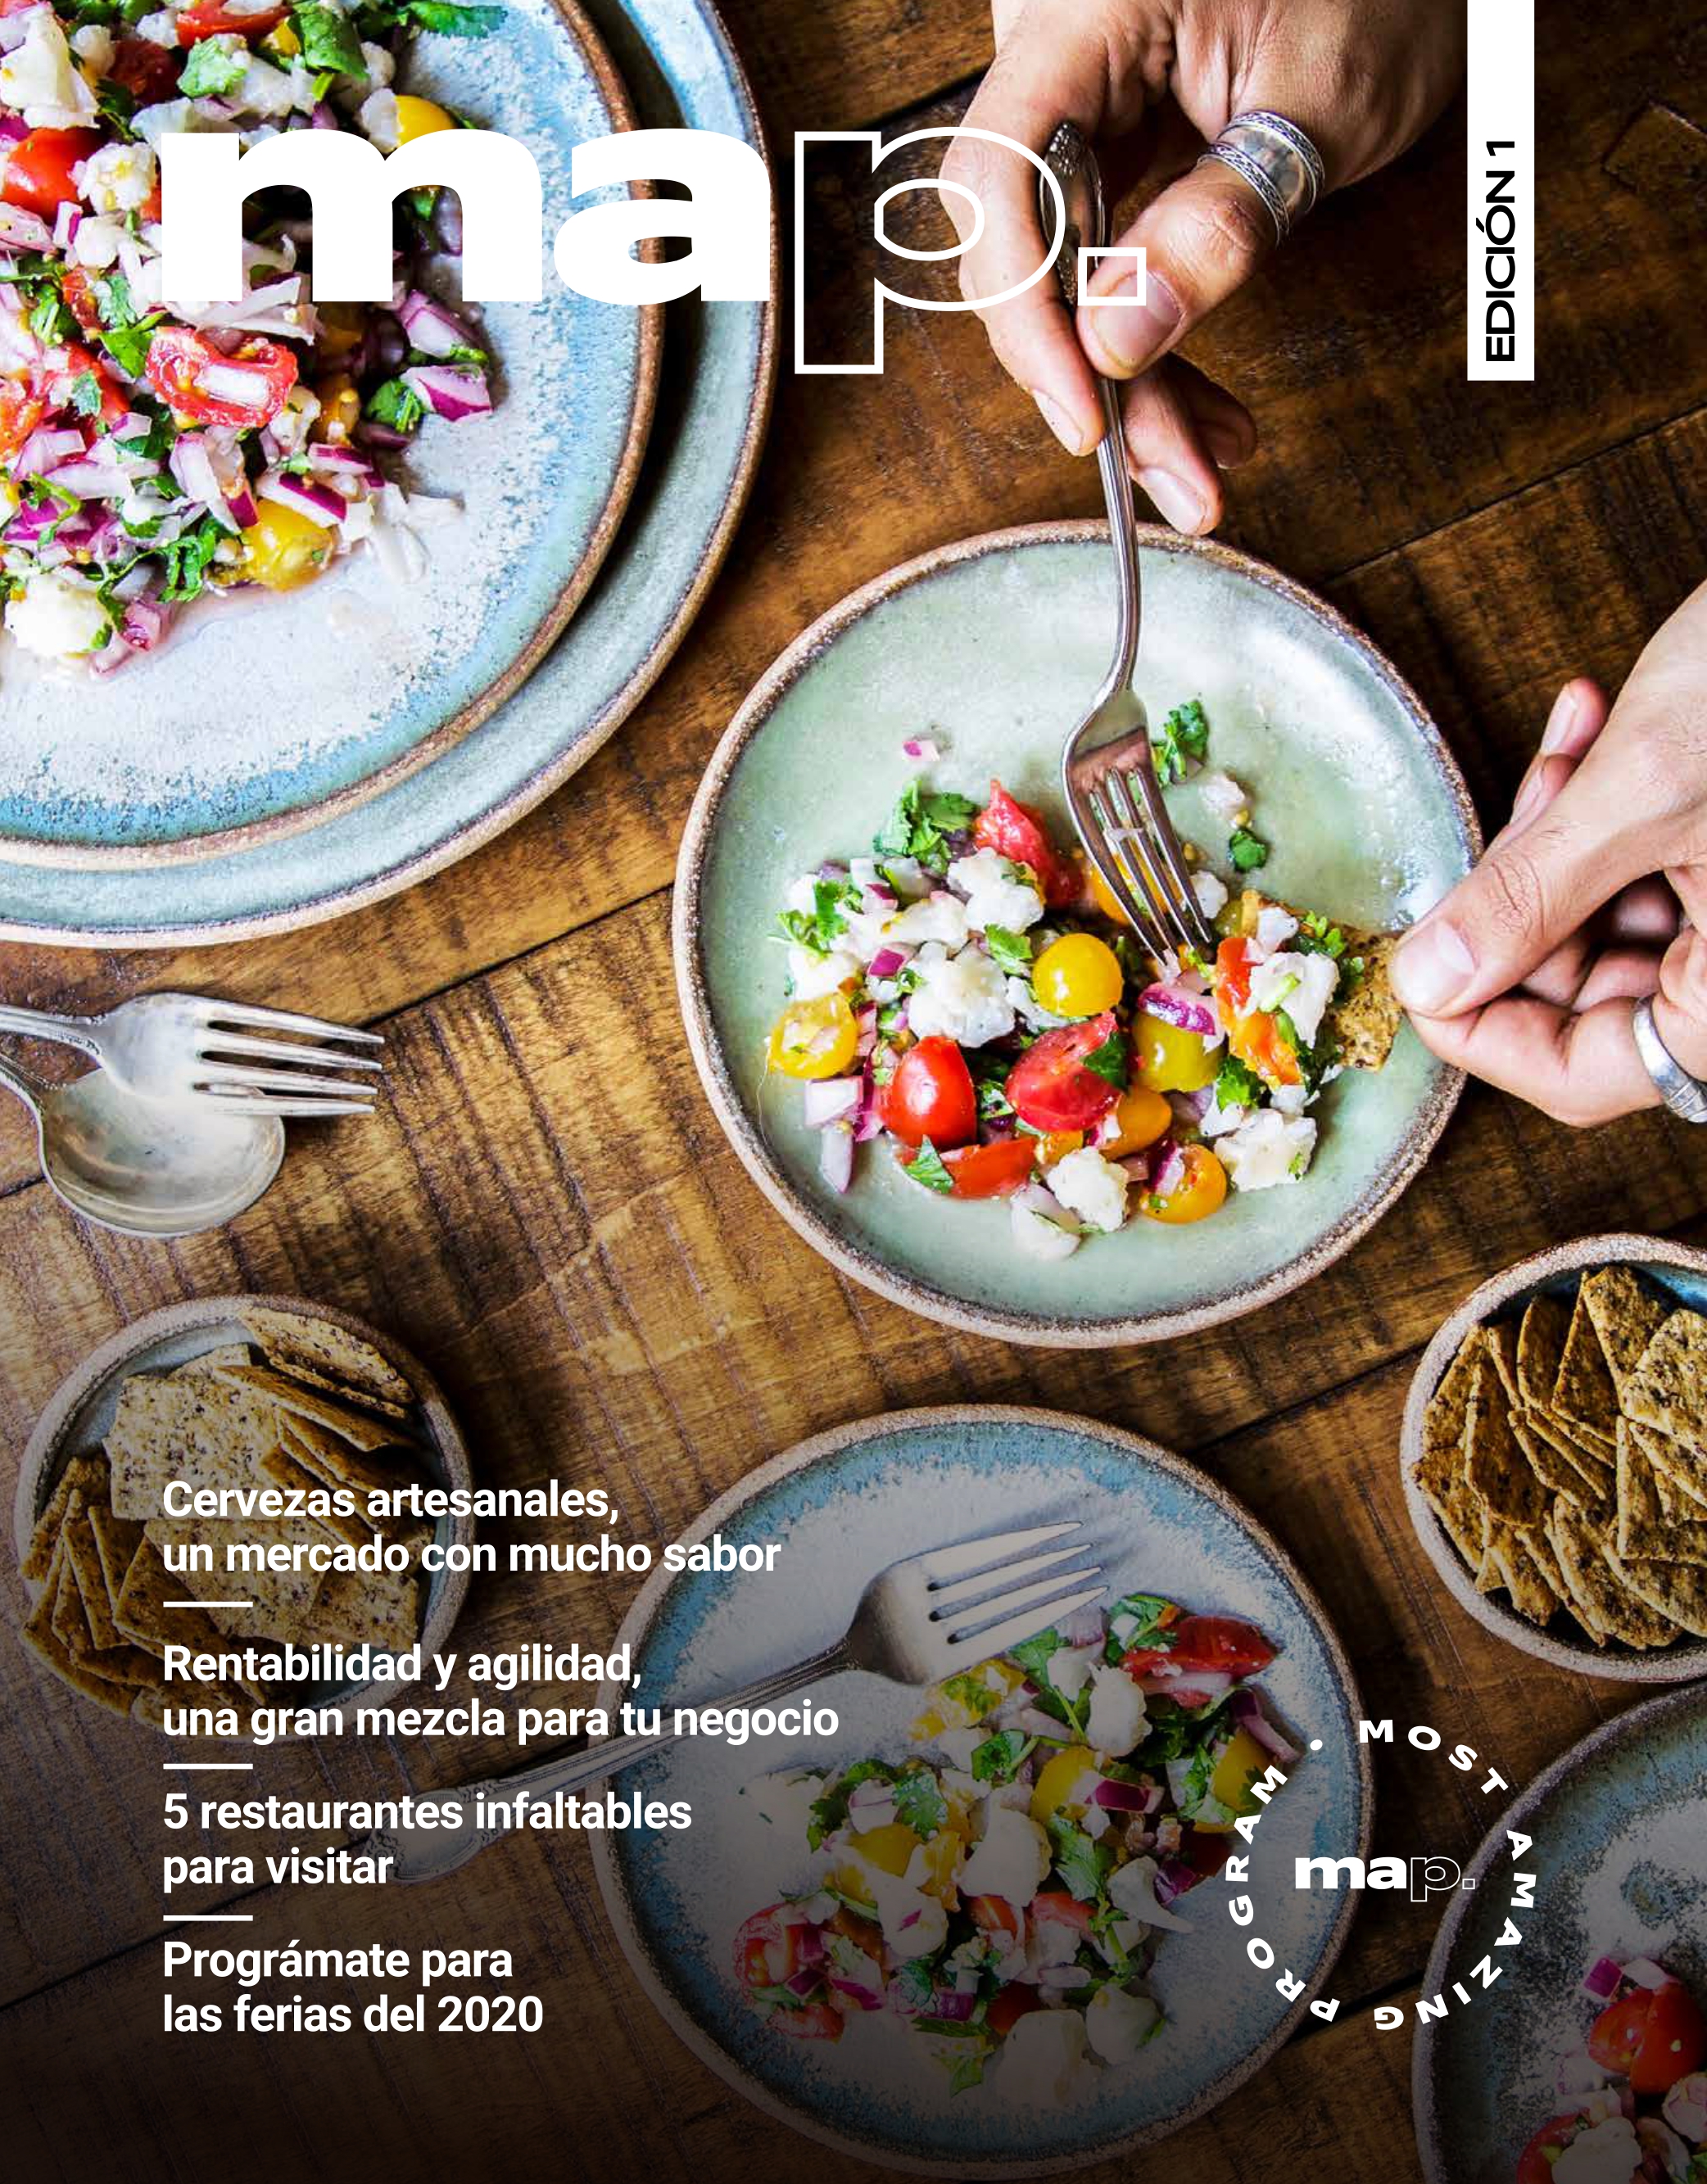 map.
EDICIÓN 1
Cervezas artesanales,
un mercado con mucho sabor
Rentabilidad y agilidad,
una gran mezcla para tu negocio
5 restaurantes infaltables
para visitar
Prográmate para
las ferias del 2020
MOST AMAZING PROGRAM •
map.